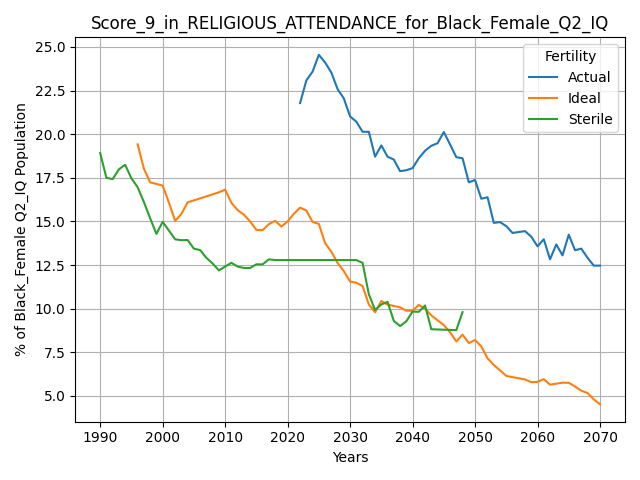 Score_9_in_RELIGIOUS_ATTENDANCE_for_Black_Female_Q2_IQ
Fertility
Actual
Ideal
Sterile
% of Black_Female Q2_IQ Population
25.0
22.5
20.0
17.5
15.0
12.5
10.0
7.5
5.0
1990 2000 2010 2020 2030 2040 2050 2060 2070
Years